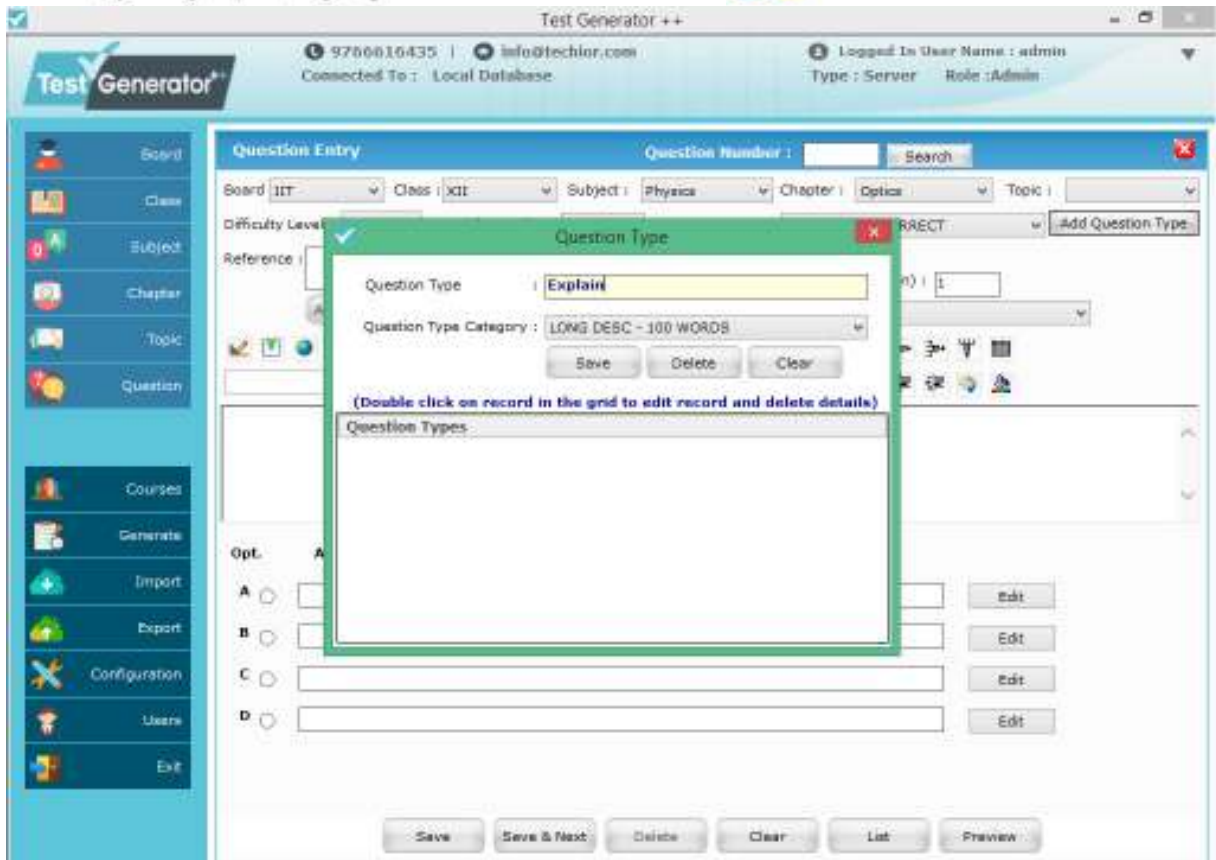 Test Generator ++
9766616435 | info@techior.com
Logged In User Name : admin
Connected To : Local Database
Type : Server Role :Admin
Test Generator++
Board
Class
Subject
Chapter
Topic
Question
Courses
Generate
Import
Export
Configuration
Users
Exit
Question Entry Question Number : Search
Board IIT Class : XII Subject : Physics Chapter : Optics Topic :
Difficulty Level RRECT Add Question Type
Reference : n) : 1
Question Type
Question Type : Explain
Question Type Category : LONG DESC - 100 WORDS
Save Delete Clear
(Double click on record in the grid to edit record and delete details)
Question Types
Opt. A
A Edit
B Edit
C Edit
D Edit
Save Save & Next Delete Clear List Preview